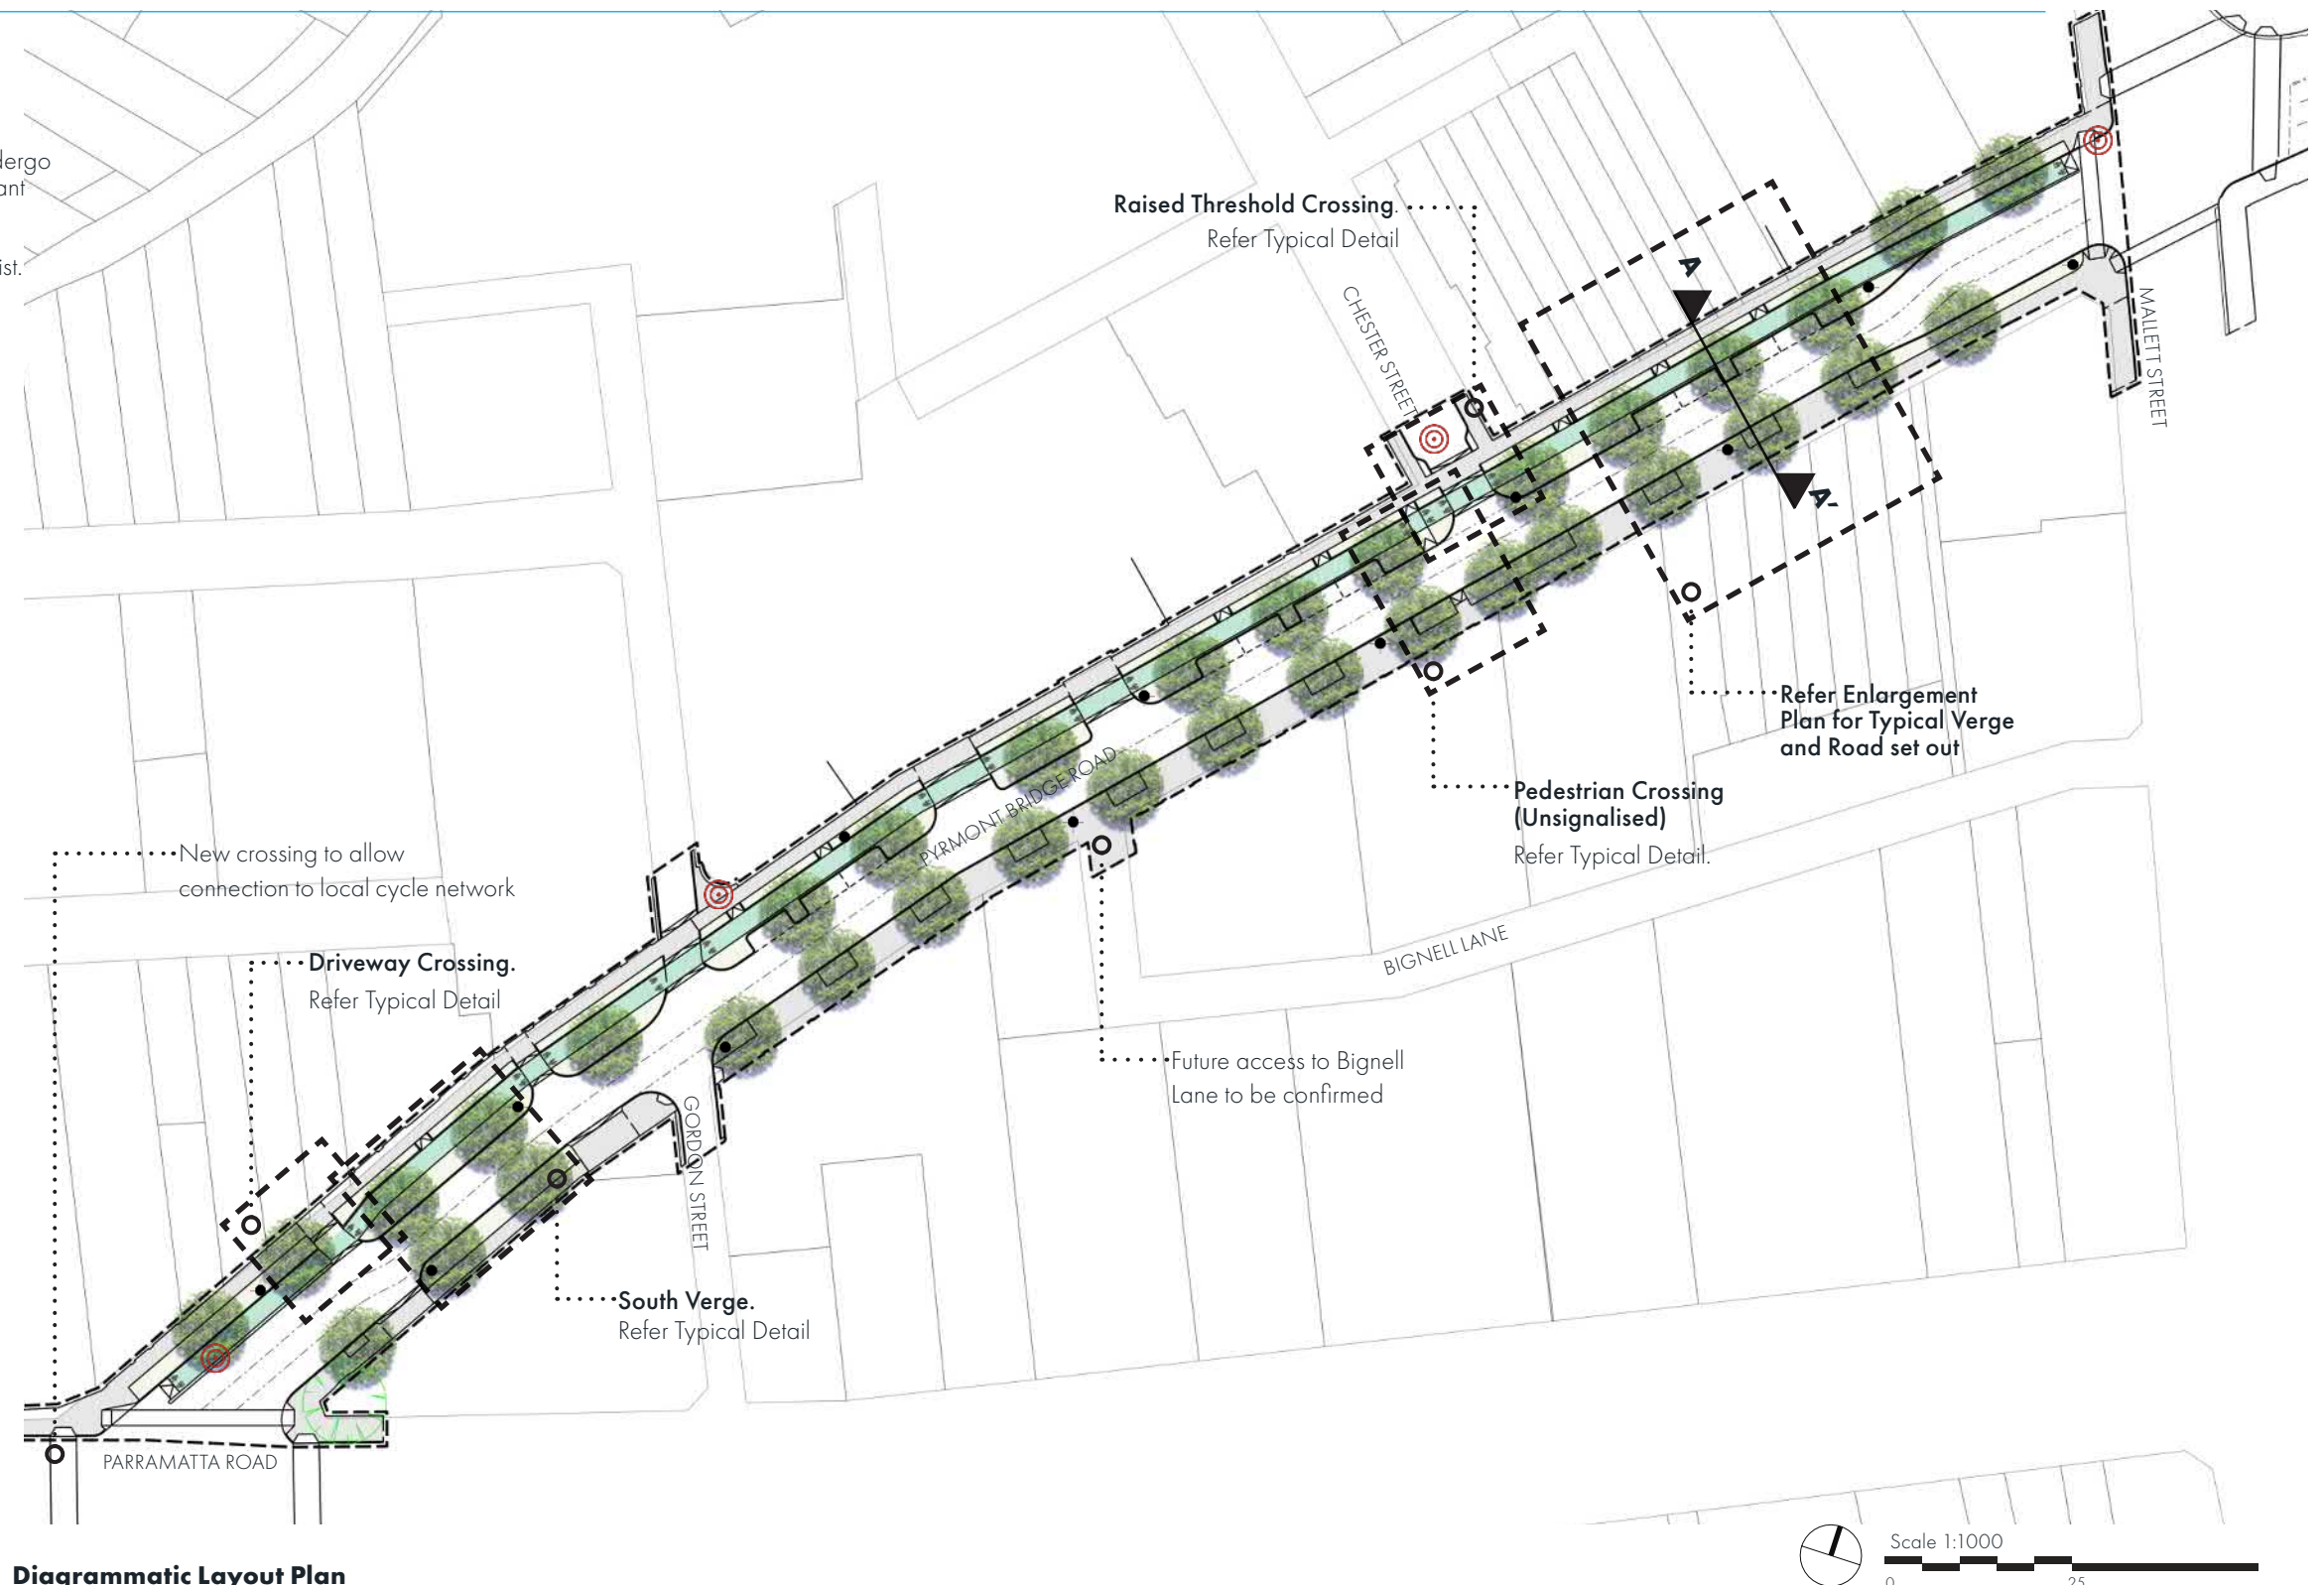 dergo
ant
ist.
Raised Threshold Crossing.
Refer Typical Detail
CHESTER STREET
A
A'
MALLETT STREET
Refer Enlargement
Plan for Typical Verge
and Road set out
Pedestrian Crossing
(Unsignalised)
Refer Typical Detail.
PYRMONT BRIDGE ROAD
New crossing to allow
connection to local cycle network
Driveway Crossing.
Refer Typical Detail
BIGNELL LANE
Future access to Bignell
Lane to be confirmed
GORDON STREET
South Verge.
Refer Typical Detail
PARRAMATTA ROAD
Scale 1:1000
0 25
Diagrammatic Layout Plan